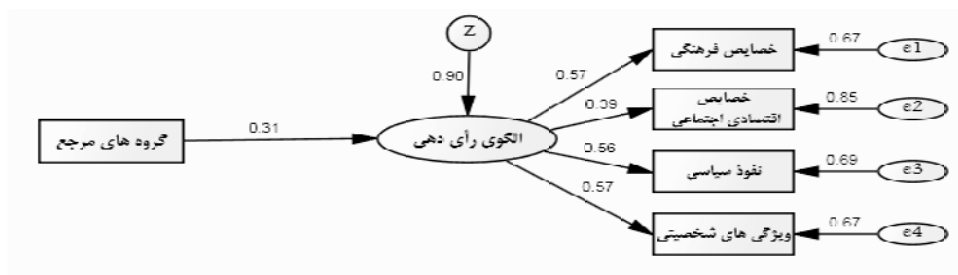 Z
0.90
گروه های مرجع
0.31
الگوی رأی دهی
0.57
خصایص فرهنگی
0.67
e1
0.39
خصایص
اقتصادی اجتماعی
0.85
e2
0.56
نفوذ سیاسی
0.69
e3
0.57
ویژگی های شخصیتی
0.67
e4